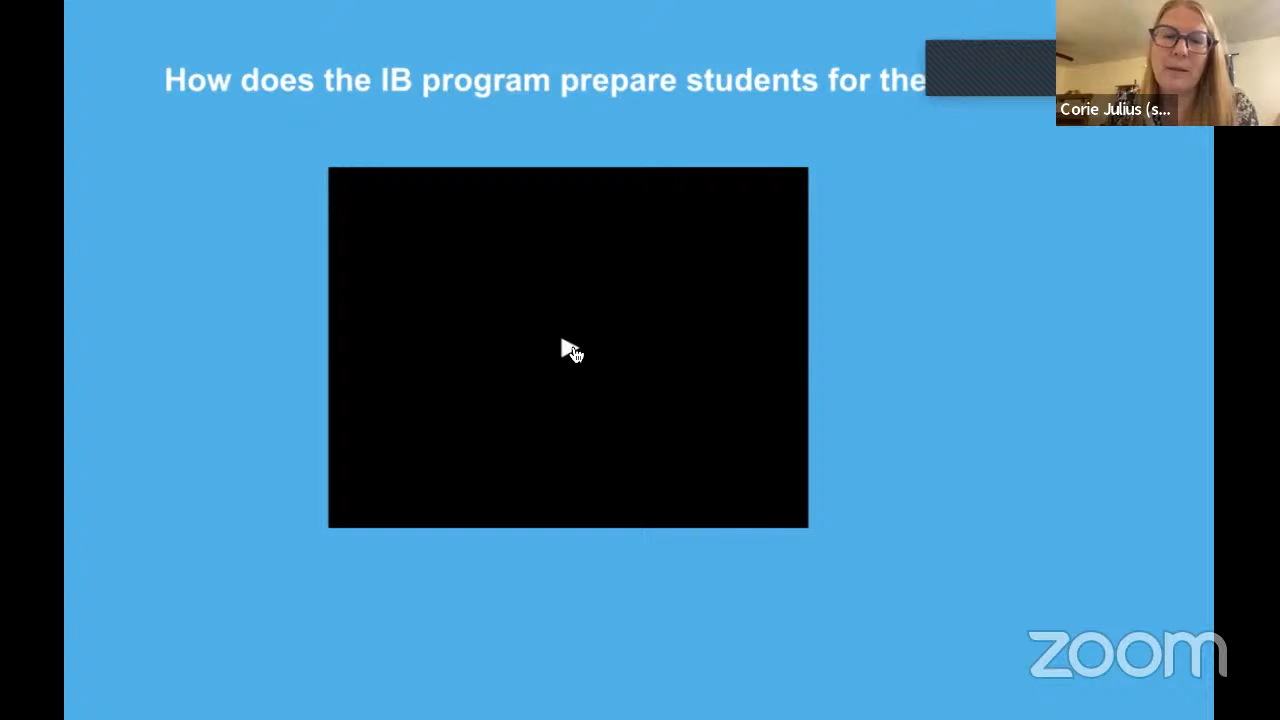 How does the IB program prepare students for the
Corie Julius (s...
zoom